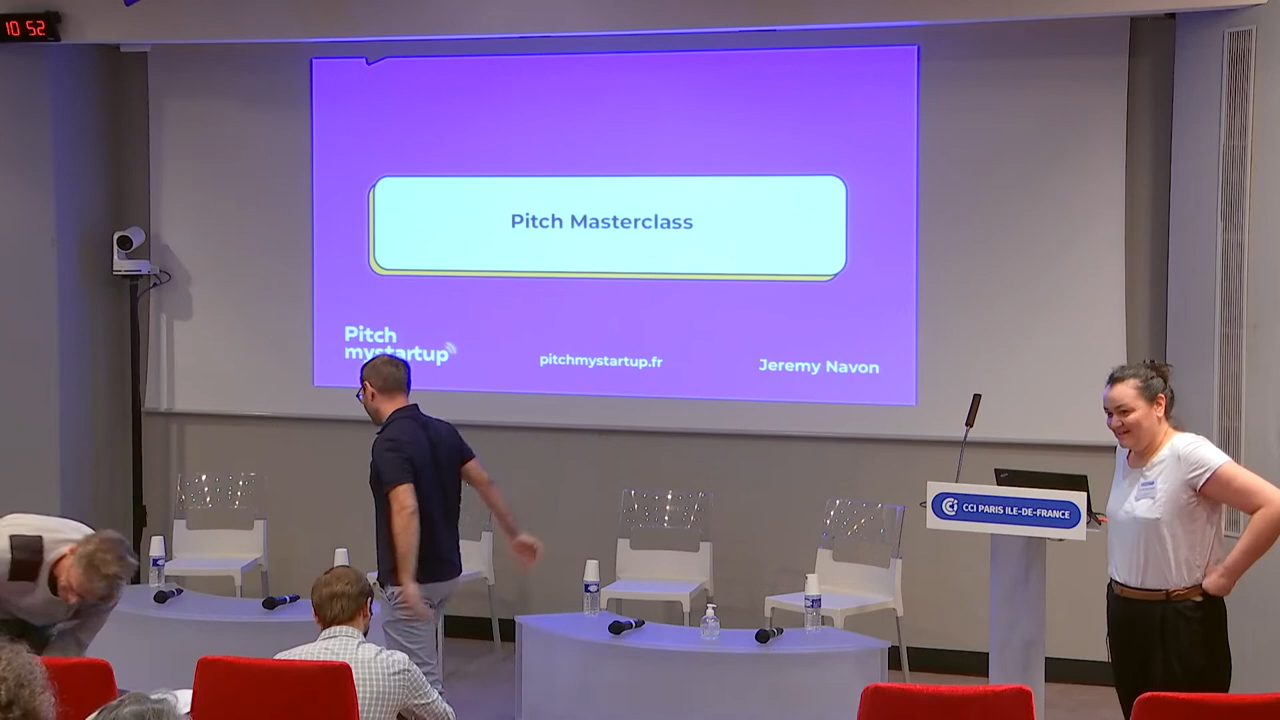 10 52
Pitch Masterclass
Pitch
mystartup
pitchmystartup.fr
Jeremy Navon
CCI PARIS ILE-DE-FRANCE